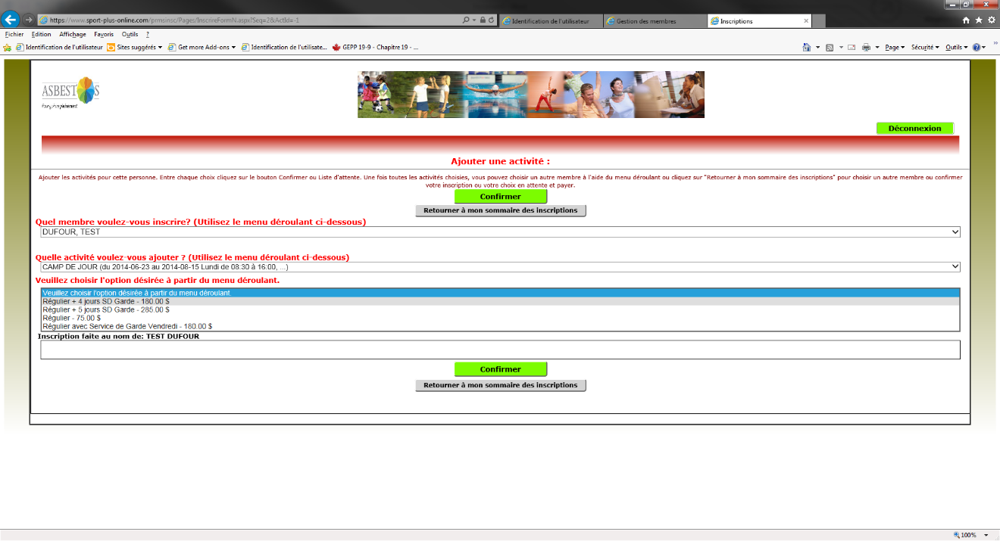 https://www.sport-plus-online.com/prmsinsc/Pages/InscrireFormN.aspx?Seq=2&ActId=-1
Identification de l'utilisateur
Gestion des membres
Inscriptions
Fichier Edition Affichage Favoris Outils ?
Identification de l'utilisateur Sites suggérés Get more Add-ons Identification de l'utilisate... GEPP 19-9 - Chapitre 19 - ... Page Sécurité Outils
ASBESTOS
Déconnexion
Ajouter une activité :
Ajouter les activités pour cette personne. Entre chaque choix cliquez sur le bouton Confirmer ou Liste d'attente. Une fois toutes les activités choisies, vous pouvez choisir un autre membre à l'aide du menu déroulant ou cliquez sur "Retourner à mon sommaire des inscriptions" pour choisir un autre membre ou confirmer
votre inscription ou votre choix en attente et payer.
Confirmer
Retourner à mon sommaire des inscriptions
Quel membre voulez-vous inscrire? (Utilisez le menu déroulant ci-dessous)
DUFOUR, TEST
Quelle activité voulez-vous ajouter ? (Utilisez le menu déroulant ci-dessous)
CAMP DE JOUR (du 2014-06-23 au 2014-08-15 Lundi de 08:30 à 16:00, ...)
Veuillez choisir l'option désirée à partir du menu déroulant.
Veuillez choisir l'option désirée à partir du menu déroulant.
Régulier + 4 jours SD Garde - 180.00 $
Régulier + 5 jours SD Garde - 285.00 $
Régulier - 75.00 $
Régulier avec Service de Garde Vendredi - 180.00 $
Inscription faite au nom de: TEST DUFOUR
Confirmer
Retourner à mon sommaire des inscriptions
100%